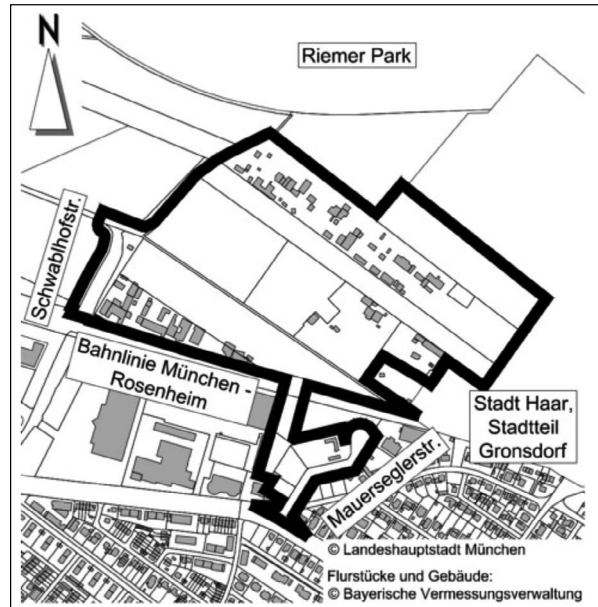 N
Riemer Park
Schwablhofstr.
Bahnlinie München -
Rosenheim
Stadt Haar,
Stadtteil
Gronsdorf
Mauerseglerstr.
© Landeshauptstadt München
Flurstücke und Gebäude:
© Bayerische Vermessungsverwaltung